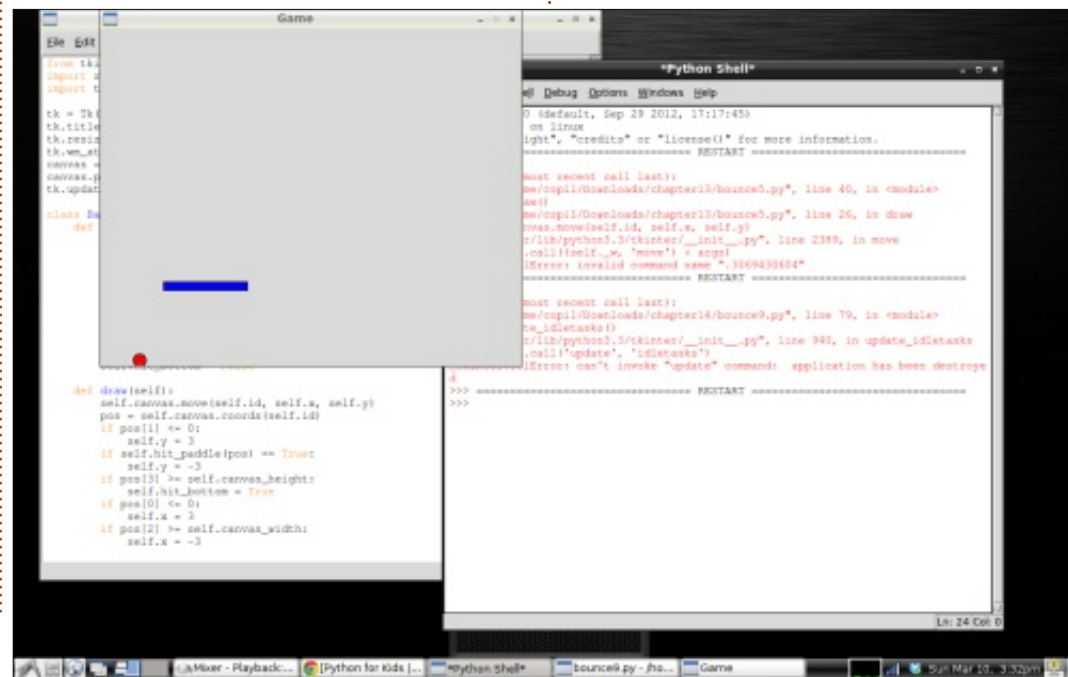 Game
File Edit
from tki
import
import t
tk = Tk(
tk.title
tk.resiz
tk.wm_at
canvas =
canvas.p
tk.updat
class Ba
def
def draw(self):
self.canvas.move(self.id, self.x, self.y)
pos = self.canvas.coords(self.id)
if pos[1] <= 0:
self.y = 3
if self.hit_paddle(pos) == True:
self.y = -3
if pos[3] >= self.canvas_height:
self.hit_bottom = True
if pos[0] <= 0:
self.x = 3
if pos[2] >= self.canvas_width:
self.x = -3
*Python Shell*
ell Debug Options Windows Help
0 (default, Sep 29 2012, 17:17:45)
on linux
ight", "credits" or "license()" for more information.
================================ RESTART ================================
most recent call last):
me/copil/Downloads/chapter13/bounce5.py", line 40, in <module>
aw()
me/copil/Downloads/chapter13/bounce5.py", line 26, in draw
nvas.move(self.id, self.x, self.y)
r/lib/python3.3/tkinter/__init__.py", line 2389, in move
.call((self._w, 'move') + args)
lError: invalid command name ".3069430604"
================================ RESTART ================================
most recent call last):
me/copil/Downloads/chapter14/bounce9.py", line 79, in <module>
te_idletasks()
r/lib/python3.3/tkinter/__init__.py", line 940, in update_idletasks
.call('update', 'idletasks')
lError: can't invoke "update" command: application has been destroye
d
>>> ================================ RESTART ================================
>>>
Ln: 24 Col: 0
Mixer - Playback:... [Python for Kids |... *Python Shell* bounce9.py - /ho... Game Sun Mar 10, 3:32pm